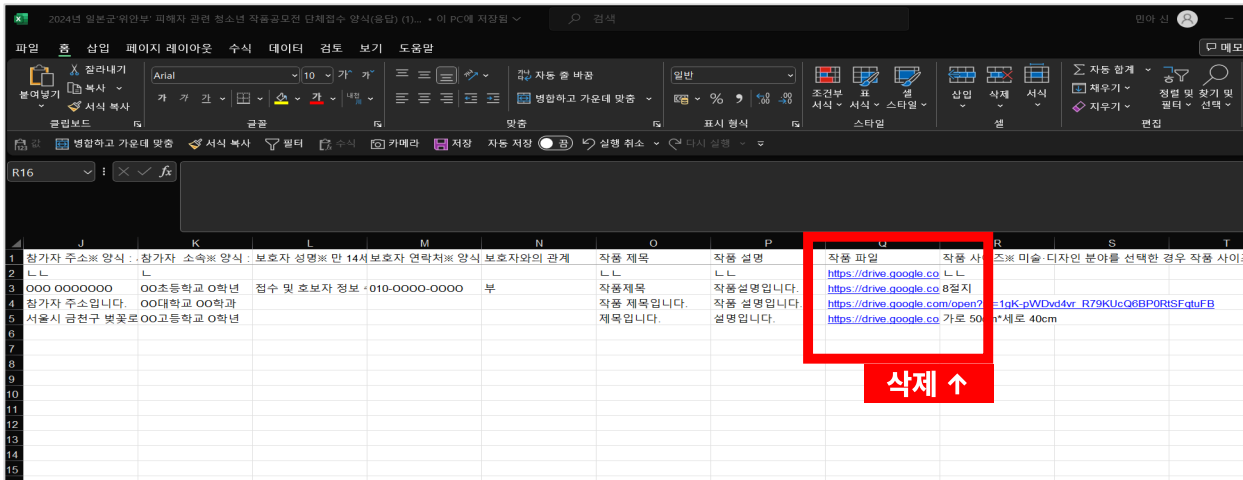 2024년 일본군'위안부' 피해자 관련 청소년 작품공모전 단체접수 양식(응답) (1)... • 이 PC에 저장됨
검색
민아 신
파일 홈 삽입 페이지 레이아웃 수식 데이터 검토 보기 도움말
메모
붙여넣기
잘라내기
복사
서식 복사
클립보드
Arial 10 가 가
가 가 가 가 내천
글꼴
자동 줄 바꿈
병합하고 가운데 맞춤
맞춤
일반
% 9
표시 형식
조건부 서식
표 서식
셀 스타일
스타일
삽입 삭제 서식
셀
자동 합계
채우기
지우기
정렬 및 필터
찾기 및 선택
편집
값 병합하고 가운데 맞춤 서식 복사 필터 수식 카메라 저장 자동 저장 끔 실행 취소 다시 실행
R16 fx
J K L M N O P Q R S T
1 참가자 주소※ 양식 : 참가자 소속※ 양식 : 보호자 성명※ 만 14세 보호자 연락처※ 양식 보호자와의 관계 작품 제목 작품 설명 작품 파일 작품 사이즈※ 미술·디자인 분야를 선택한 경우 작품 사이즈
2 ㄴㄴ ㄴ ㄴㄴ ㄴㄴ https://drive.google.co ㄴㄴ
3 OOO OOOOOOO OO초등학교 O학년 접수 및 호보자 정보 010-OOOO-OOOO 부 작품제목 작품설명입니다. https://drive.google.co 8절지
4 참가자 주소입니다. OO대학교 OO학과 작품 제목입니다. 작품 설명입니다. https://drive.google.com/open?id=1gK-pWDvd4vr_R79KUcQ6BP0RtSFqtuFB
5 서울시 금천구 벚꽃로 OO고등학교 O학년 제목입니다. 설명입니다. https://drive.google.co 가로 50cm*세로 40cm
6
7
8
9
10
11
12
13
14
15
삭제 ↑